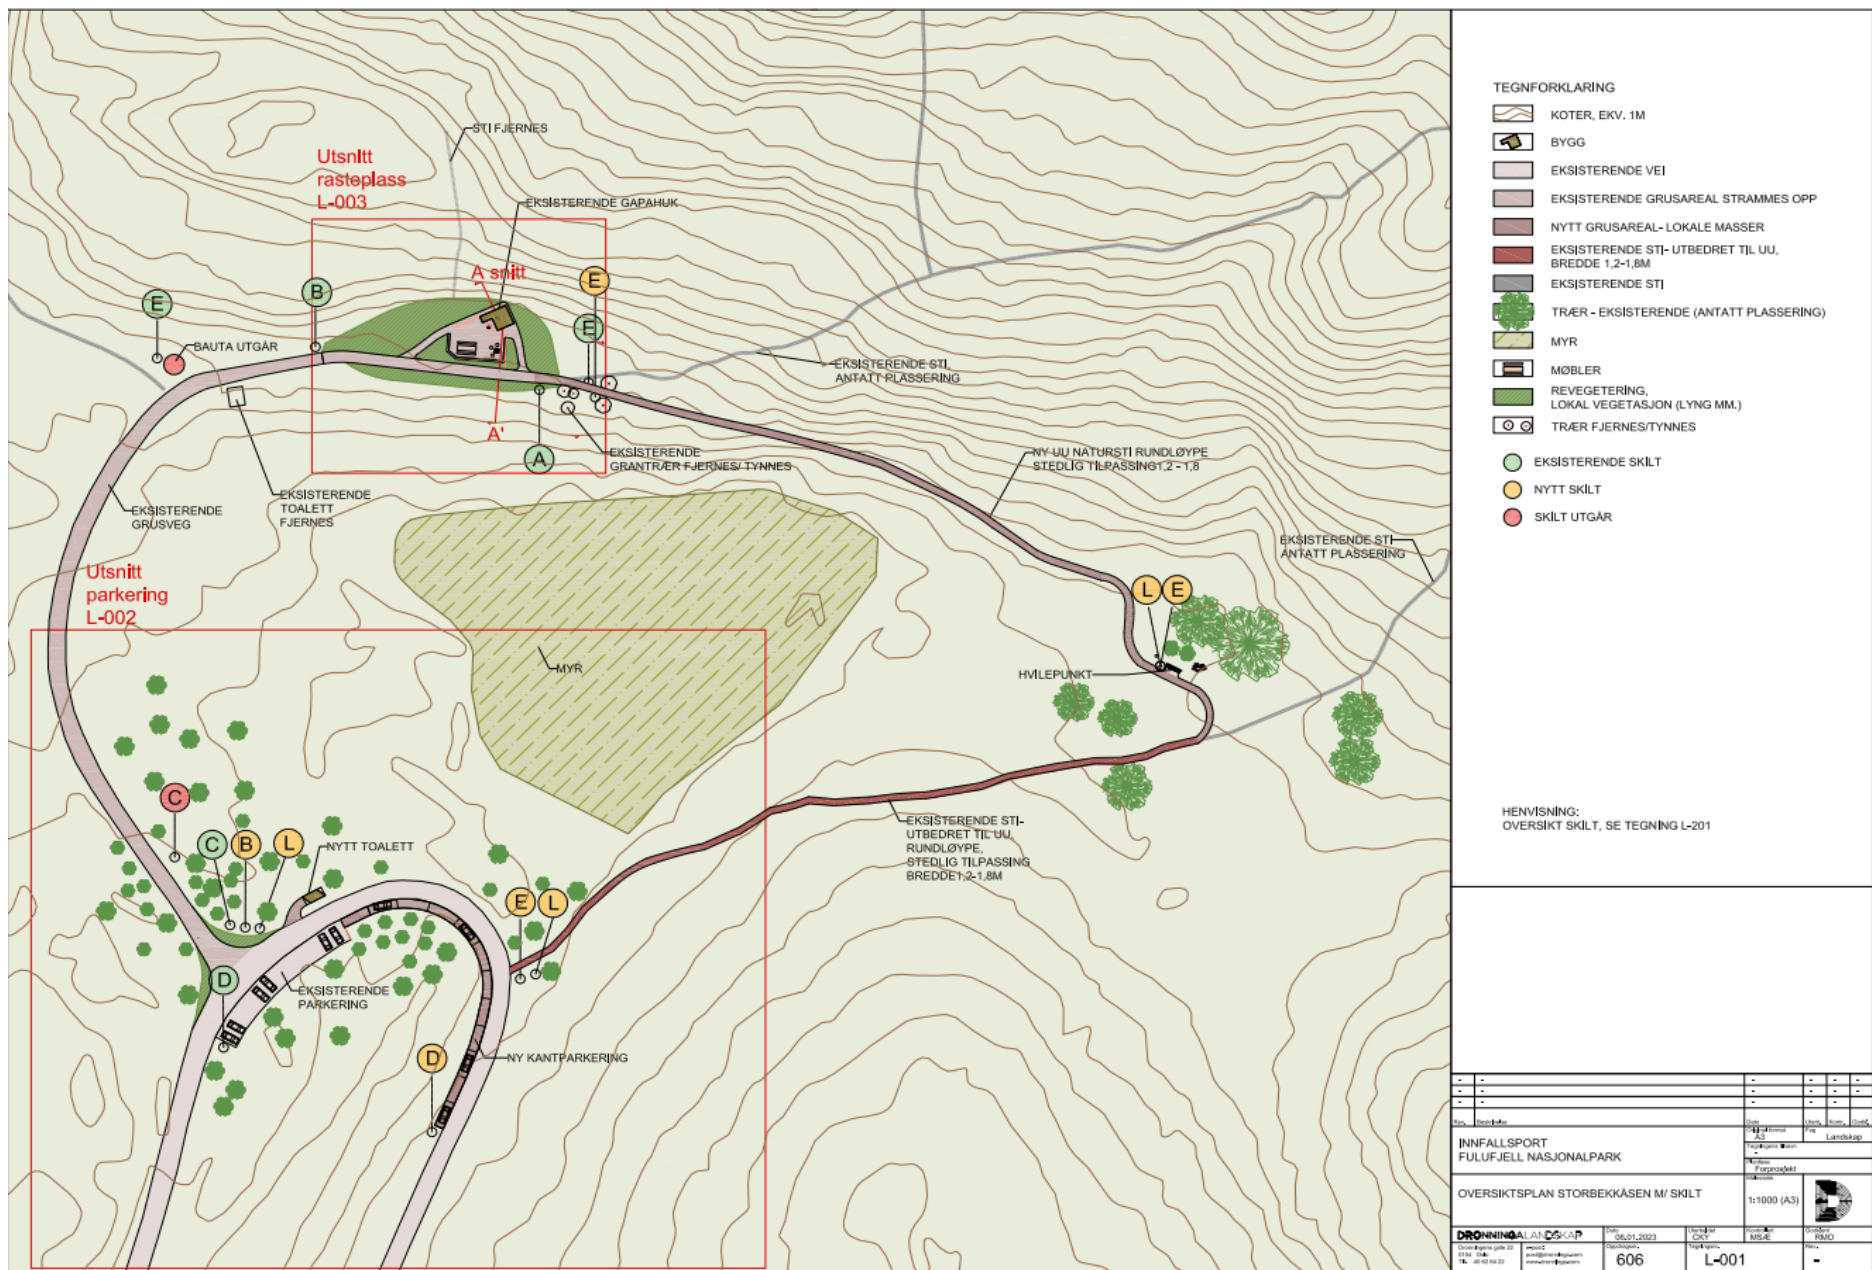 STI FJERNES
Utsnitt
rasteplass
L-003
EKSISTERENDE GAPAHUK
A snitt
E
B
E
E
BAUTA UTGÅR
EKSISTERENDE STI,
ANTATT PLASSERING
A'
A
EKSISTERENDE
GRANTRÆR FJERNES/ TYNNES
NY UU NATURSTI RUNDLØYPE
STEDLIG TILPASSING1,2 - 1,8
EKSISTERENDE
TOALETT
FJERNES
EKSISTERENDE
GRUSVEG
EKSISTERENDE STI
ANTATT PLASSERING
Utsnitt
parkering
L-002
L E
MYR
HVILEPUNKT
C
C B L
NYTT TOALETT
EKSISTERENDE STI-
UTBEDRET TIL UU,
RUNDLØYPE,
STEDLIG TILPASSING
BREDDE1,2-1,8M
E L
D
EKSISTERENDE
PARKERING
D
NY KANTPARKERING
TEGNFORKLARING
KOTER, EKV. 1M
BYGG
EKSISTERENDE VEI
EKSISTERENDE GRUSAREAL STRAMMES OPP
NYTT GRUSAREAL- LOKALE MASSER
EKSISTERENDE STI- UTBEDRET TIL UU,
BREDDE 1,2-1,8M
EKSISTERENDE STI
TRÆR - EKSISTERENDE (ANTATT PLASSERING)
MYR
MØBLER
REVEGETERING,
LOKAL VEGETASJON (LYNG MM.)
TRÆR FJERNES/TYNNES
EKSISTERENDE SKILT
NYTT SKILT
SKILT UTGÅR
HENVISNING:
OVERSIKT SKILT, SE TEGNING L-201
INNFALLSPORT
FULUFJELL NASJONALPARK
A3
Fag
Landskap
Forprosjekt
OVERSIKTSPLAN STORBEKKÅSEN M/ SKILT
1:1000 (A3)
DRONNINGALANDSKAP
Dato
06.01.2023
CKY
MSÆ
RMO
606
L-001
-